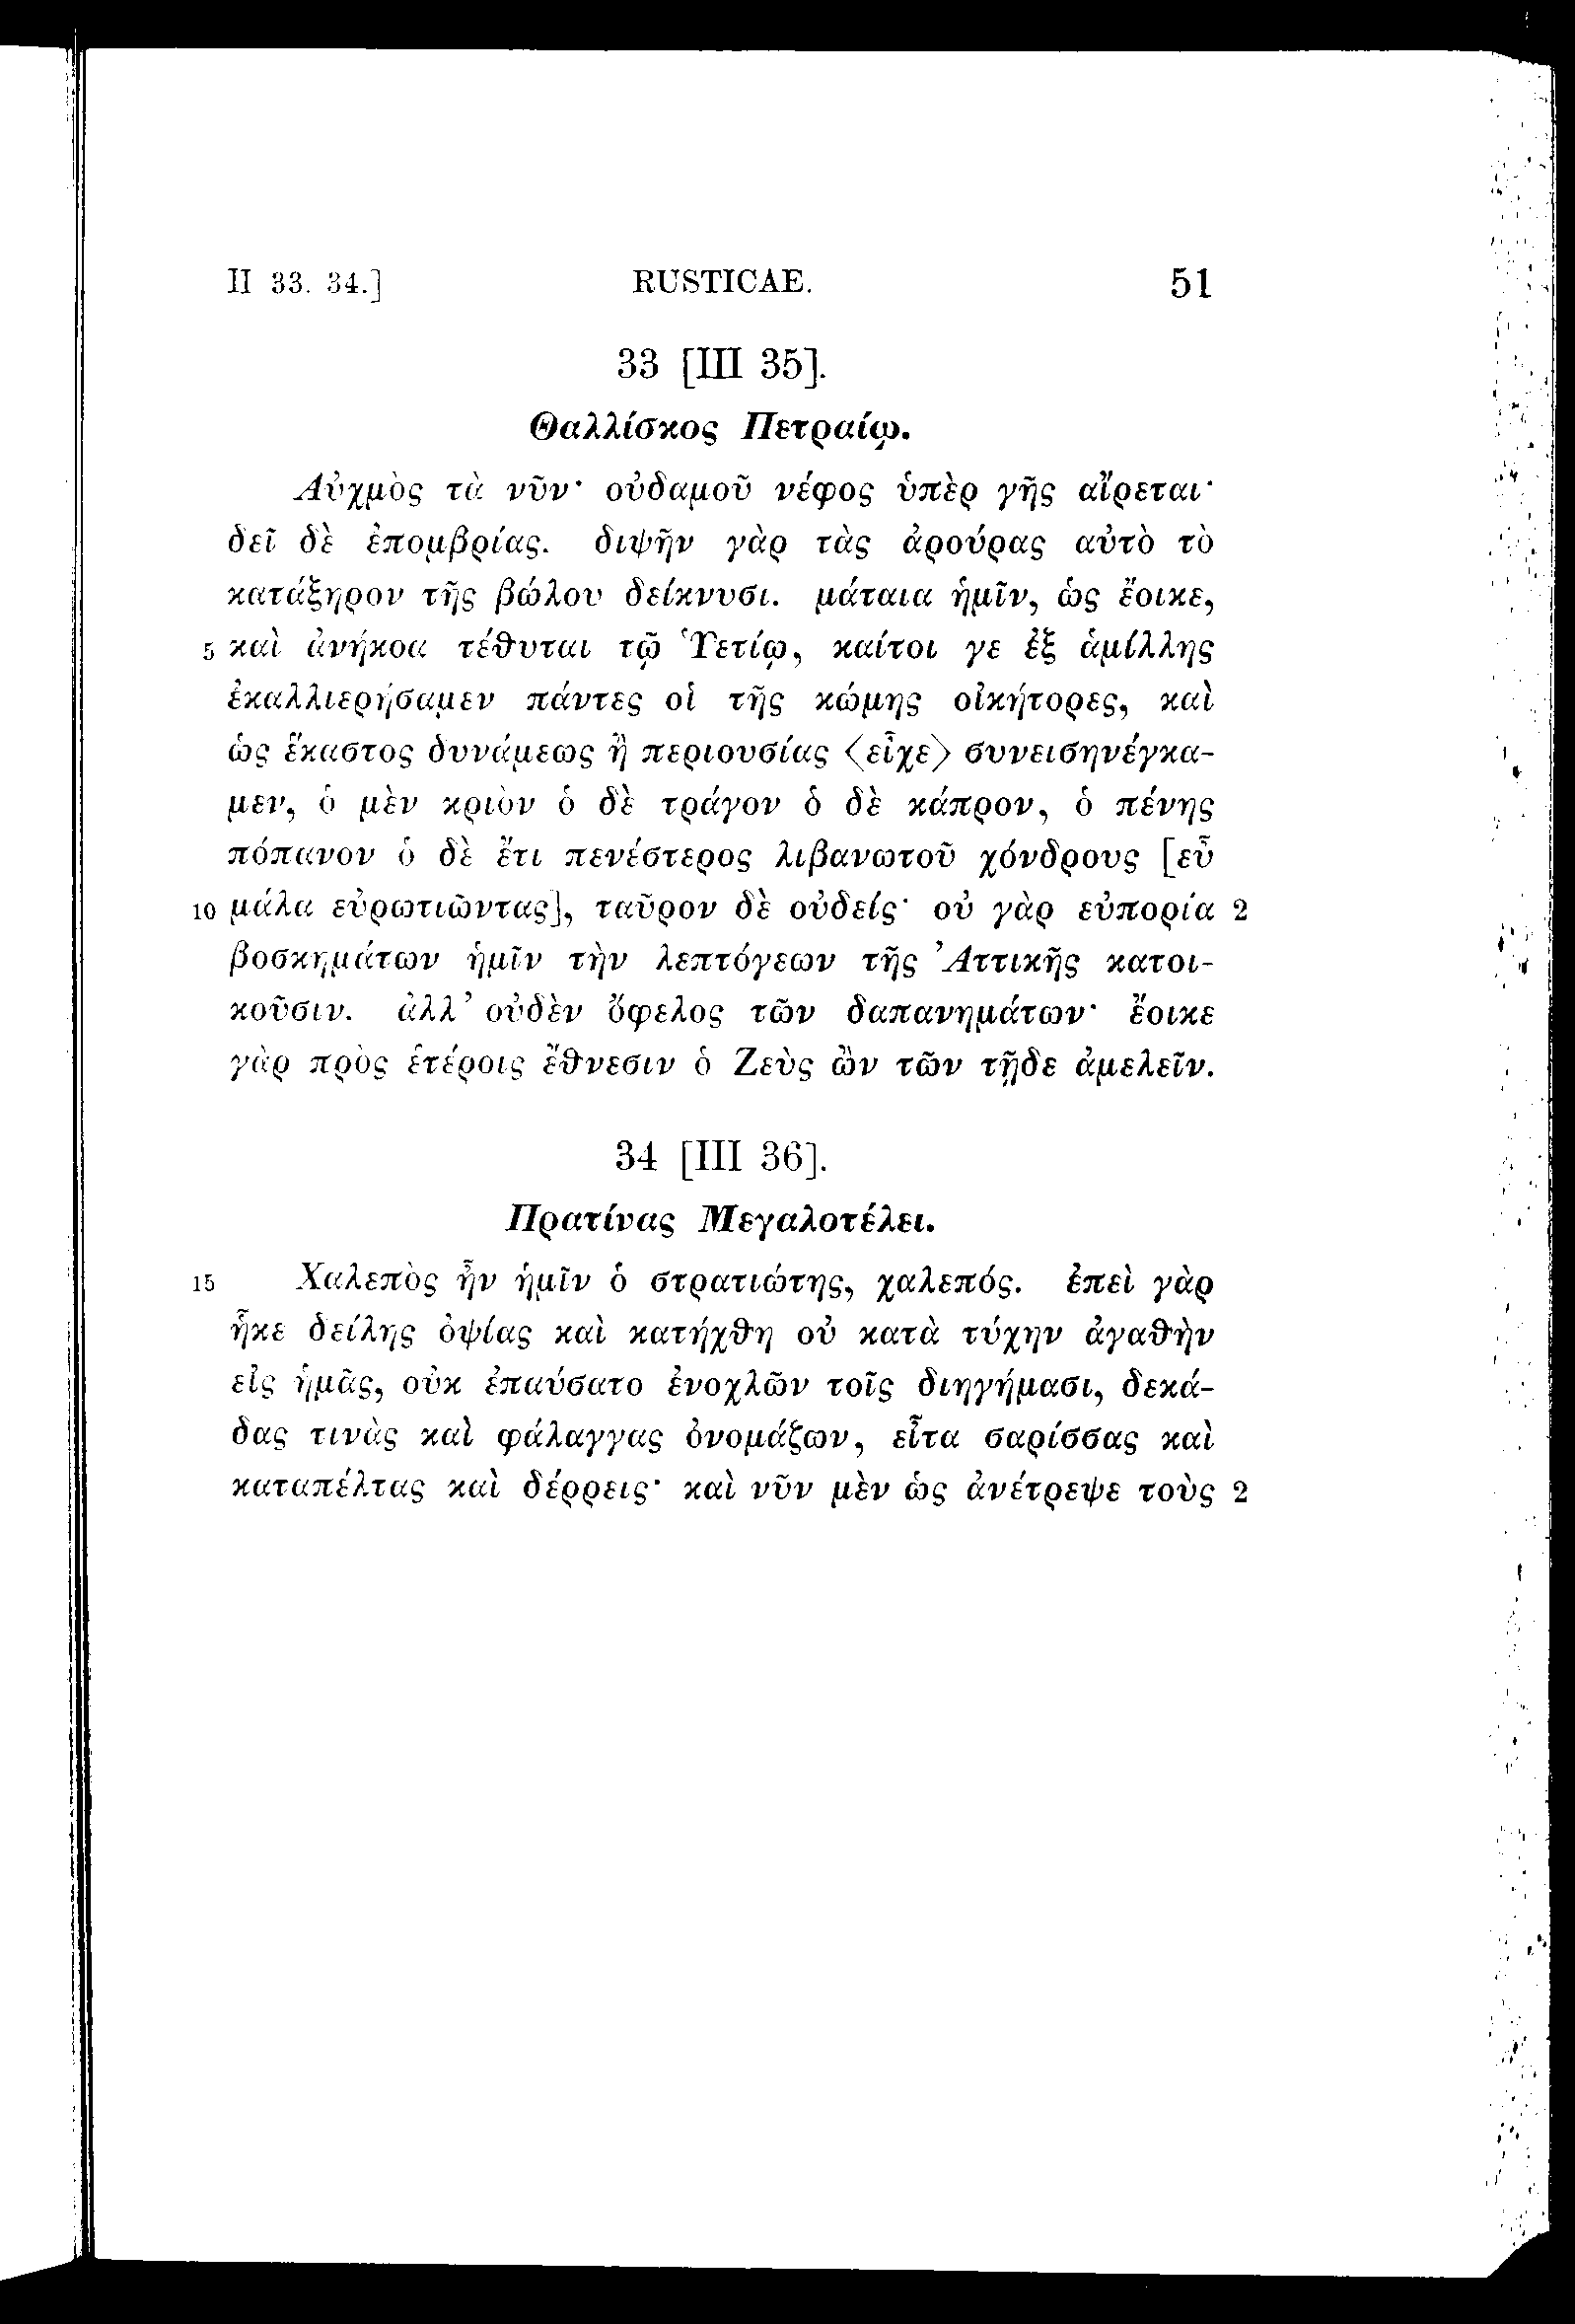 II 33. 34.] RUSTICAE. 51
33 [III 35].
Θαλλίσκος Πετραίῳ.
Αὐχμὸς τὰ νῦν· οὐδαμοῦ νέφος ὑπὲρ γῆς αἴρεται·
δεῖ δὲ ἐπομβρίας. διψῆν γὰρ τὰς ἀρούρας αὐτὸ τὸ
κατάξηρον τῆς βώλου δείκνυσι. μάταια ἡμῖν, ὡς ἔοικε,
5 καὶ ἀνήκοα τέθυται τῷ Ὑετίῳ, καίτοι γε ἐξ ἁμίλλης
ἐκαλλιερήσαμεν πάντες οἱ τῆς κώμης οἰκήτορες, καὶ
ὡς ἕκαστος δυνάμεως ἢ περιουσίας ⟨εἶχε⟩ συνεισηνέγκα-
μεν, ὁ μὲν κριὸν ὁ δὲ τράγον ὁ δὲ κάπρον, ὁ πένης
πόπανον ὁ δὲ ἔτι πενέστερος λιβανωτοῦ χόνδρους [εὖ
10 μάλα εὐρωτιῶντας], ταῦρον δὲ οὐδείς· οὐ γὰρ εὐπορία 2
βοσκημάτων ἡμῖν τὴν λεπτόγεων τῆς Ἀττικῆς κατοι-
κοῦσιν. ἀλλ’ οὐδὲν ὄφελος τῶν δαπανημάτων· ἔοικε
γὰρ πρὸς ἑτέροις ἔθνεσιν ὁ Ζεὺς ὢν τῶν τῇδε ἀμελεῖν.
34 [III 36].
Πρατίνας Μεγαλοτέλει.
15 Χαλεπὸς ἦν ἡμῖν ὁ στρατιώτης, χαλεπός. ἐπεὶ γὰρ
ἧκε δείλης ὀψίας καὶ κατήχθη οὐ κατὰ τύχην ἀγαθὴν
εἰς ἡμᾶς, οὐκ ἐπαύσατο ἐνοχλῶν τοῖς διηγήμασι, δεκά-
δας τινὰς καὶ φάλαγγας ὀνομάζων, εἶτα σαρίσσας καὶ
καταπέλτας καὶ δέρρεις· καὶ νῦν μὲν ὡς ἀνέτρεψε τοὺς 2